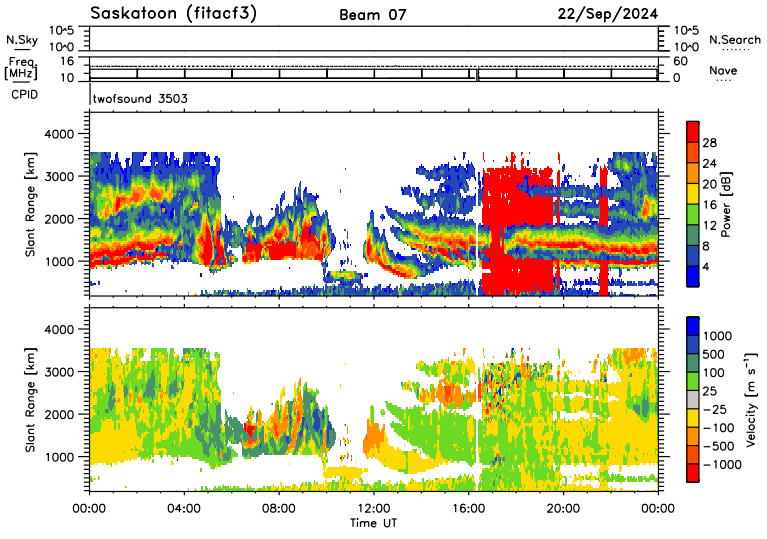 Saskatoon (fitacf3) Beam 07 22/Sep/2024
N.Sky 10^5 10^0 10^5 10^0 N.Search
Freq. [MHz] 16 10 60 0 Nave
CPID twofsound 3503
Slant Range [km] 4000 3000 2000 1000
28 24 20 16 12 8 4 Power [dB]
Slant Range [km] 4000 3000 2000 1000
1000 500 100 25 -25 -100 -500 -1000 Velocity [m s⁻¹]
00:00 04:00 08:00 12:00 16:00 20:00 00:00
Time UT